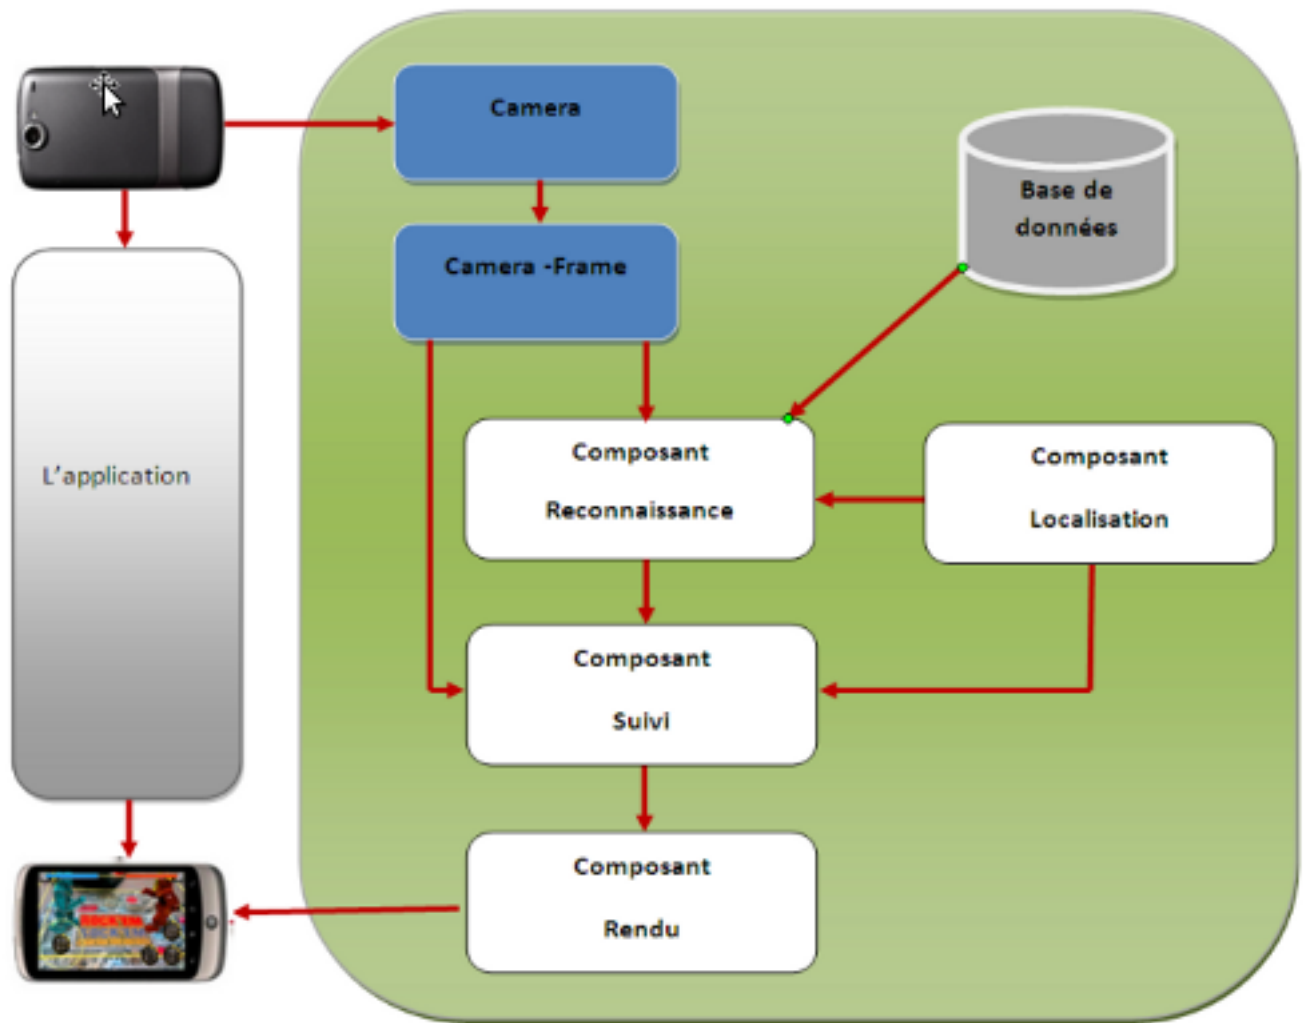 Camera
Base de
données
Camera -Frame
L'application
Composant
Reconnaissance
Composant
Localisation
Composant
Suivi
Composant
Rendu